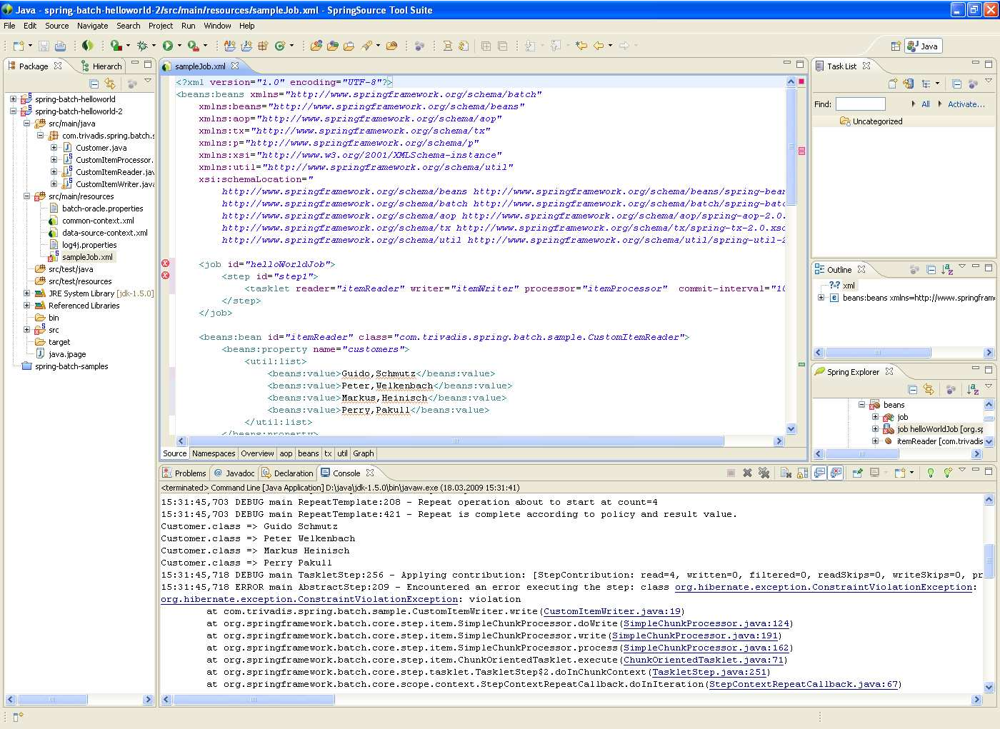 Java - spring-batch-helloworld-2/src/main/resources/sampleJob.xml - SpringSource Tool Suite
File Edit Source Navigate Search Project Run Window Help
Java
Package
Hierarch
spring-batch-helloworld
spring-batch-helloworld-2
src/main/java
com.trivadis.spring.batch.s
Customer.java
CustomItemProcessor.
CustomItemReader.jav
CustomItemWriter.java
src/main/resources
batch-oracle.properties
common-context.xml
data-source-context.xml
log4j.properties
sampleJob.xml
src/test/java
src/test/resources
JRE System Library [jdk-1.5.0]
Referenced Libraries
bin
src
target
java.jpage
spring-batch-samples
sampleJob.xml
<?xml version="1.0" encoding="UTF-8"?>
<beans:beans xmlns="http://www.springframework.org/schema/batch"
xmlns:beans="http://www.springframework.org/schema/beans"
xmlns:aop="http://www.springframework.org/schema/aop"
xmlns:tx="http://www.springframework.org/schema/tx"
xmlns:p="http://www.springframework.org/schema/p"
xmlns:xsi="http://www.w3.org/2001/XMLSchema-instance"
xmlns:util="http://www.springframework.org/schema/util"
xsi:schemaLocation="
http://www.springframework.org/schema/beans http://www.springframework.org/schema/beans/spring-bean
http://www.springframework.org/schema/batch http://www.springframework.org/schema/batch/spring-batc
http://www.springframework.org/schema/aop http://www.springframework.org/schema/aop/spring-aop-2.0.
http://www.springframework.org/schema/tx http://www.springframework.org/schema/tx/spring-tx-2.0.xsd
http://www.springframework.org/schema/util http://www.springframework.org/schema/util/spring-util-2
<job id="helloWorldJob">
<step id="step1">
<tasklet reader="itemReader" writer="itemWriter" processor="itemProcessor" commit-interval="10
</step>
</job>
<beans:bean id="itemReader" class="com.trivadis.spring.batch.sample.CustomItemReader">
<beans:property name="customers">
<util:list>
<beans:value>Guido,Schmutz</beans:value>
<beans:value>Peter,Welkenbach</beans:value>
<beans:value>Markus,Heinisch</beans:value>
<beans:value>Perry,Pakull</beans:value>
</util:list>
</beans:property>
Source Namespaces Overview aop beans tx util Graph
Task List
Find: All Activate...
Uncategorized
Outline
?=? xml
beans:beans xmlns=http://www.springfram
Spring Explorer
beans
job
job helloWorldJob [org.sp
itemReader [com.trivadis
Problems @ Javadoc Declaration Console
<terminated> Command Line [Java Application] D:\java\jdk-1.5.0\bin\javaw.exe (18.03.2009 15:31:41)
15:31:45,703 DEBUG main RepeatTemplate:208 - Repeat operation about to start at count=4
15:31:45,703 DEBUG main RepeatTemplate:421 - Repeat is complete according to policy and result value.
Customer.class => Guido Schmutz
Customer.class => Peter Welkenbach
Customer.class => Markus Heinisch
Customer.class => Perry Pakull
15:31:45,718 DEBUG main TaskletStep:256 - Applying contribution: [StepContribution: read=4, written=0, filtered=0, readSkips=0, writeSkips=0, pr
15:31:45,718 ERROR main AbstractStep:209 - Encountered an error executing the step: class org.hibernate.exception.ConstraintViolationException:
org.hibernate.exception.ConstraintViolationException: violation
at com.trivadis.spring.batch.sample.CustomItemWriter.write(CustomItemWriter.java:19)
at org.springframework.batch.core.step.item.SimpleChunkProcessor.doWrite(SimpleChunkProcessor.java:124)
at org.springframework.batch.core.step.item.SimpleChunkProcessor.write(SimpleChunkProcessor.java:191)
at org.springframework.batch.core.step.item.SimpleChunkProcessor.process(SimpleChunkProcessor.java:162)
at org.springframework.batch.core.step.item.ChunkOrientedTasklet.execute(ChunkOrientedTasklet.java:71)
at org.springframework.batch.core.step.tasklet.TaskletStep$2.doInChunkContext(TaskletStep.java:251)
at org.springframework.batch.core.scope.context.StepContextRepeatCallback.doInIteration(StepContextRepeatCallback.java:67)